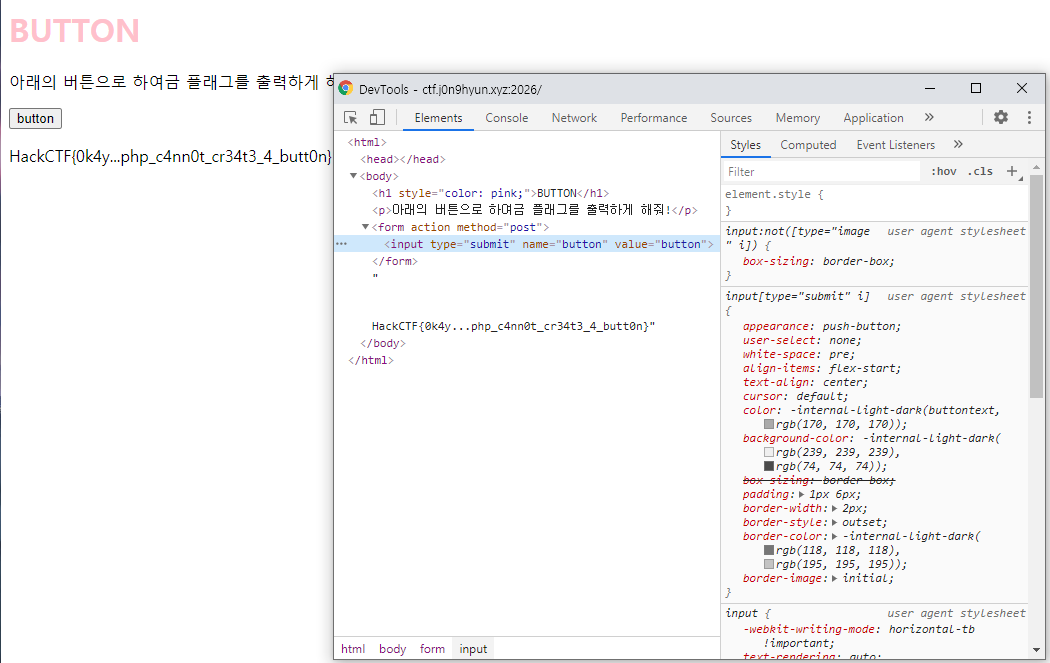 BUTTON
아래의 버튼으로 하여금 플래그를 출력하게 해
button
HackCTF{0k4y...php_c4nn0t_cr34t3_4_butt0n}
DevTools - ctf.j0n9hyun.xyz:2026/
Elements Console Network Performance Sources Memory Application »
<html>
<head></head>
▼<body>
<h1 style="color: pink;">BUTTON</h1>
<p>아래의 버튼으로 하여금 플래그를 출력하게 해줘!</p>
▼<form action method="post">
… <input type="submit" name="button" value="button">
</form>
"
HackCTF{0k4y...php_c4nn0t_cr34t3_4_butt0n}"
</body>
</html>
html body form input
Styles Computed Event Listeners »
Filter :hov .cls +
element.style {
}
input:not([type="image user agent stylesheet
" i]) {
box-sizing: border-box;
}
input[type="submit" i] user agent stylesheet
{
appearance: push-button;
user-select: none;
white-space: pre;
align-items: flex-start;
text-align: center;
cursor: default;
color: -internal-light-dark(buttontext,
rgb(170, 170, 170));
background-color: -internal-light-dark(
rgb(239, 239, 239),
rgb(74, 74, 74));
box-sizing: border-box;
padding:▶ 1px 6px;
border-width:▶ 2px;
border-style:▶ outset;
border-color:▶ -internal-light-dark(
rgb(118, 118, 118),
rgb(195, 195, 195));
border-image:▶ initial;
}
input { user agent stylesheet
-webkit-writing-mode: horizontal-tb
!important;
text-rendering: auto;